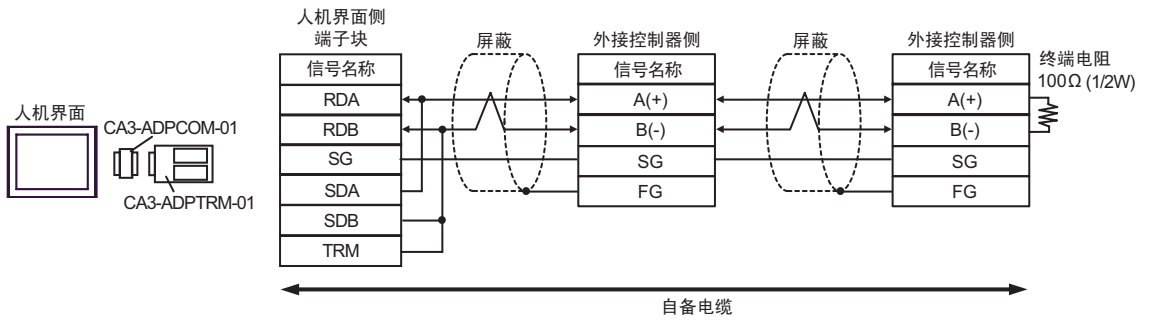 人机界面
CA3-ADPCOM-01
CA3-ADPTRM-01
人机界面侧
端子块
信号名称
RDA
RDB
SG
SDA
SDB
TRM
屏蔽
外接控制器侧
信号名称
A(+)
B(-)
SG
FG
屏蔽
外接控制器侧
信号名称
A(+)
B(-)
SG
FG
终端电阻
100Ω (1/2W)
自备电缆